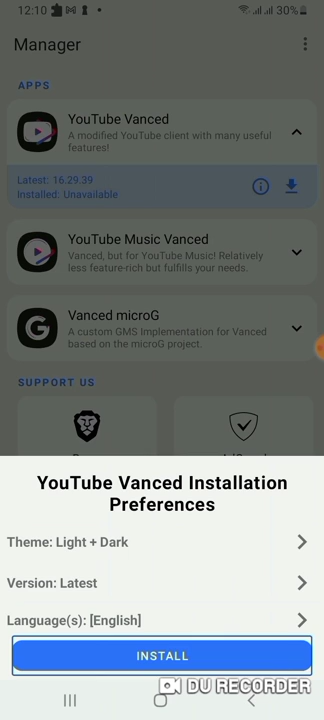 12:10
30%
Manager
APPS
YouTube Vanced
A modified YouTube client with many useful
features!
Latest: 16.29.39
Installed: Unavailable
YouTube Music Vanced
Vanced, but for YouTube Music! Relatively
less feature-rich but fulfills your needs.
Vanced microG
A custom GMS Implementation for Vanced
based on the microG project.
SUPPORT US
YouTube Vanced Installation
Preferences
Theme: Light + Dark
Version: Latest
Language(s): [English]
INSTALL
DU RECORDER